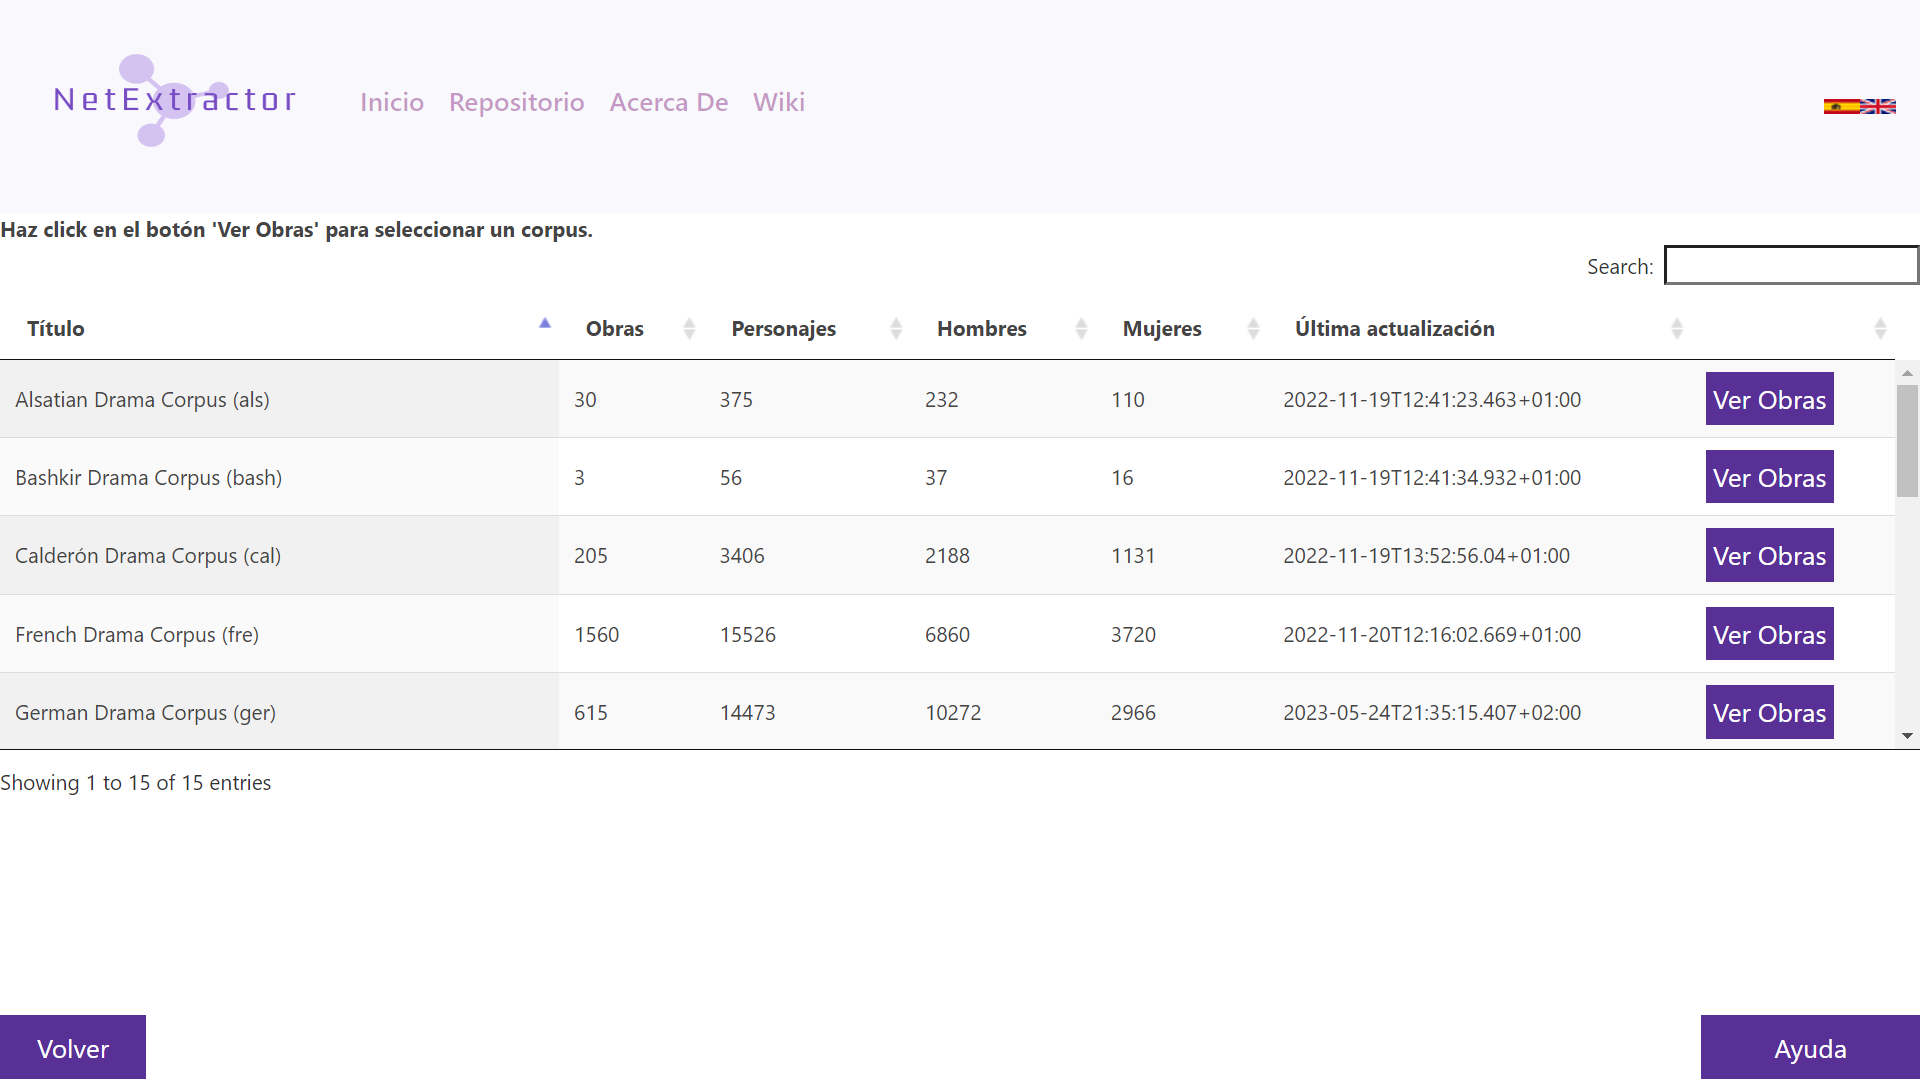 NetExtractor
Inicio Repositorio Acerca De Wiki
Haz click en el botón 'Ver Obras' para seleccionar un corpus.
Search:
Título Obras Personajes Hombres Mujeres Última actualización
Alsatian Drama Corpus (als) 30 375 232 110 2022-11-19T12:41:23.463+01:00 Ver Obras
Bashkir Drama Corpus (bash) 3 56 37 16 2022-11-19T12:41:34.932+01:00 Ver Obras
Calderón Drama Corpus (cal) 205 3406 2188 1131 2022-11-19T13:52:56.04+01:00 Ver Obras
French Drama Corpus (fre) 1560 15526 6860 3720 2022-11-20T12:16:02.669+01:00 Ver Obras
German Drama Corpus (ger) 615 14473 10272 2966 2023-05-24T21:35:15.407+02:00 Ver Obras
Showing 1 to 15 of 15 entries
Volver Ayuda